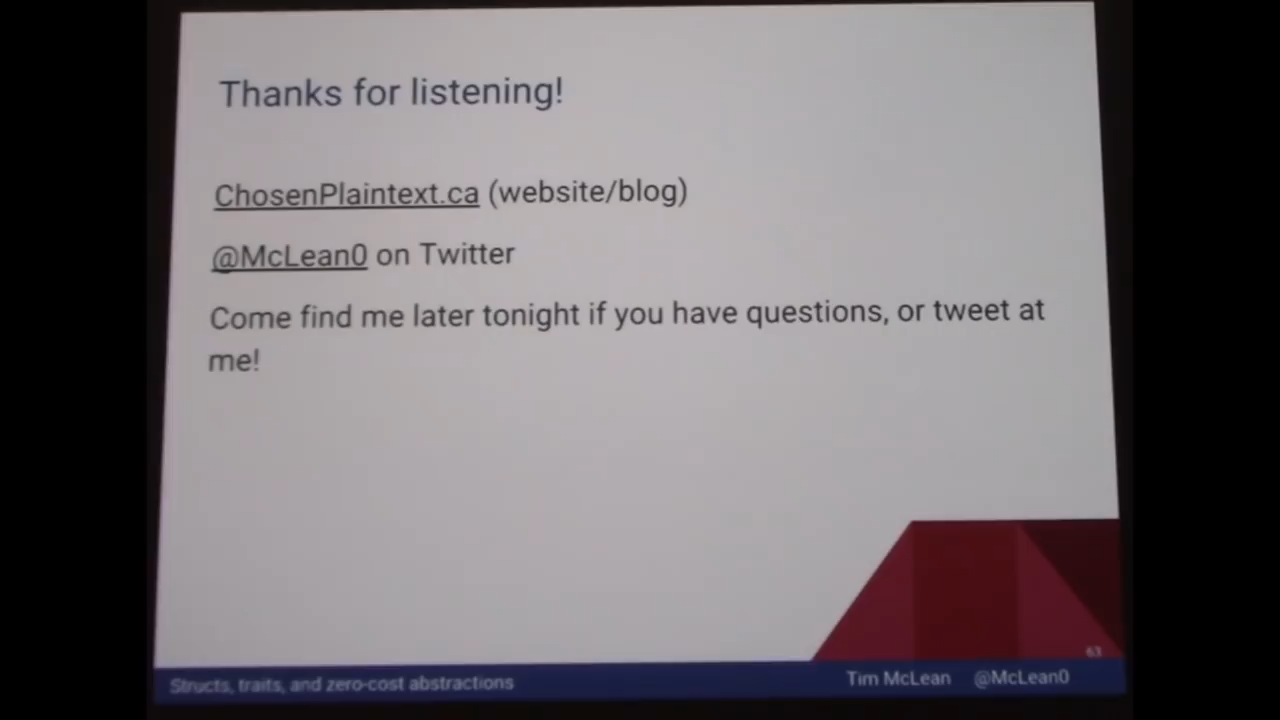 Thanks for listening!
ChosenPlaintext.ca (website/blog)
@McLean0 on Twitter
Come find me later tonight if you have questions, or tweet at
me!
63
Structs, traits, and zero-cost abstractions
Tim McLean @McLean0